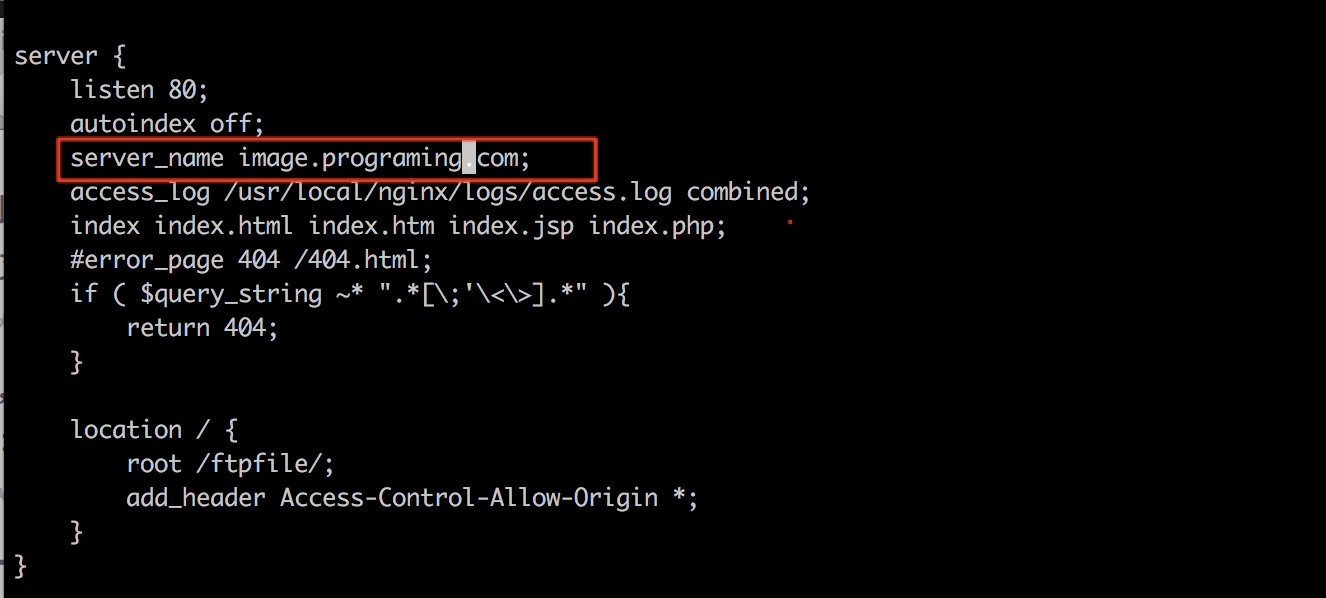 server {
    listen 80;
    autoindex off;
    server_name image.programing.com;
    access_log /usr/local/nginx/logs/access.log combined;
    index index.html index.htm index.jsp index.php;
    #error_page 404 /404.html;
    if ( $query_string ~* ".*[\;'\<\>].*" ){
        return 404;
    }
    location / {
        root /ftpfile/;
        add_header Access-Control-Allow-Origin *;
    }
}